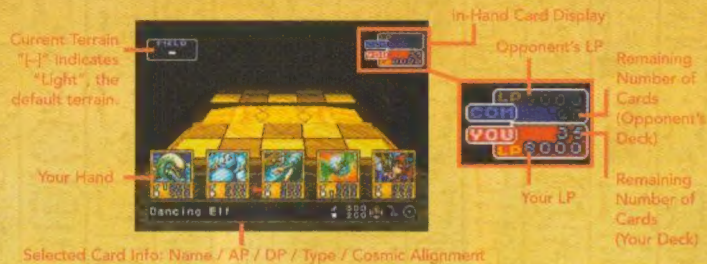 Current Terrain
"[-]" indicates
"Light", the
default terrain.
FIELD
-
In-Hand Card Display
Opponent's LP
Remaining
Number of
Cards
(Opponent's
Deck)
COM
YOU
LP 8000
Your LP
Remaining
Number of
Cards
(Your Deck)
Your Hand
Dancing Elf
Selected Card Info: Name / AP / DP / Type / Cosmic Alignment